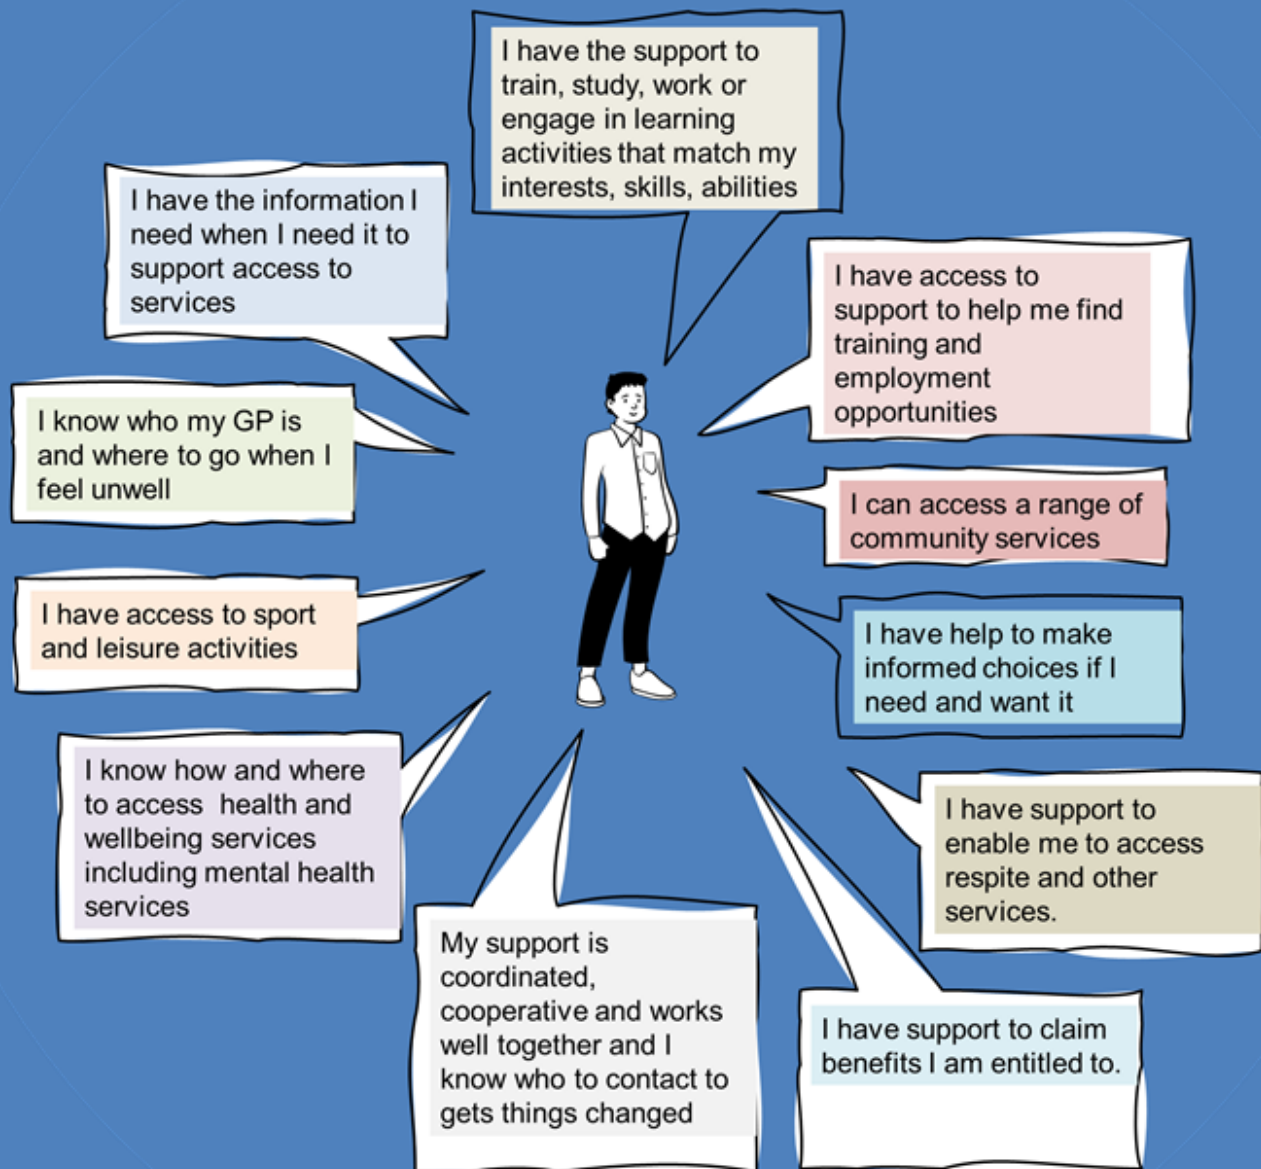 I have the support to
train, study, work or
engage in learning
activities that match my
interests, skills, abilities
I have the information I
need when I need it to
support access to
services
I have access to
support to help me find
training and
employment
opportunities
I know who my GP is
and where to go when I
feel unwell
I can access a range of
community services
I have access to sport
and leisure activities
I have help to make
informed choices if I
need and want it
I know how and where
to access  health and
wellbeing services
including mental health
services
I have support to
enable me to access
respite and other
services.
My support is
coordinated,
cooperative and works
well together and I
know who to contact to
gets things changed
I have support to claim
benefits I am entitled to.